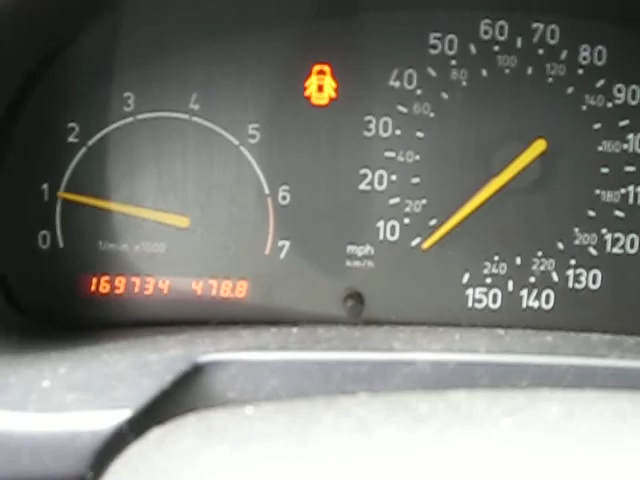 0 1 2 3 4 5 6 7
1/min x1000
169734 478.8
10 20 30 40 50 60 70 80 90
120 130 140 150
20 40 60 80 100 120 140 160 180 200 220 240
mph
km/h